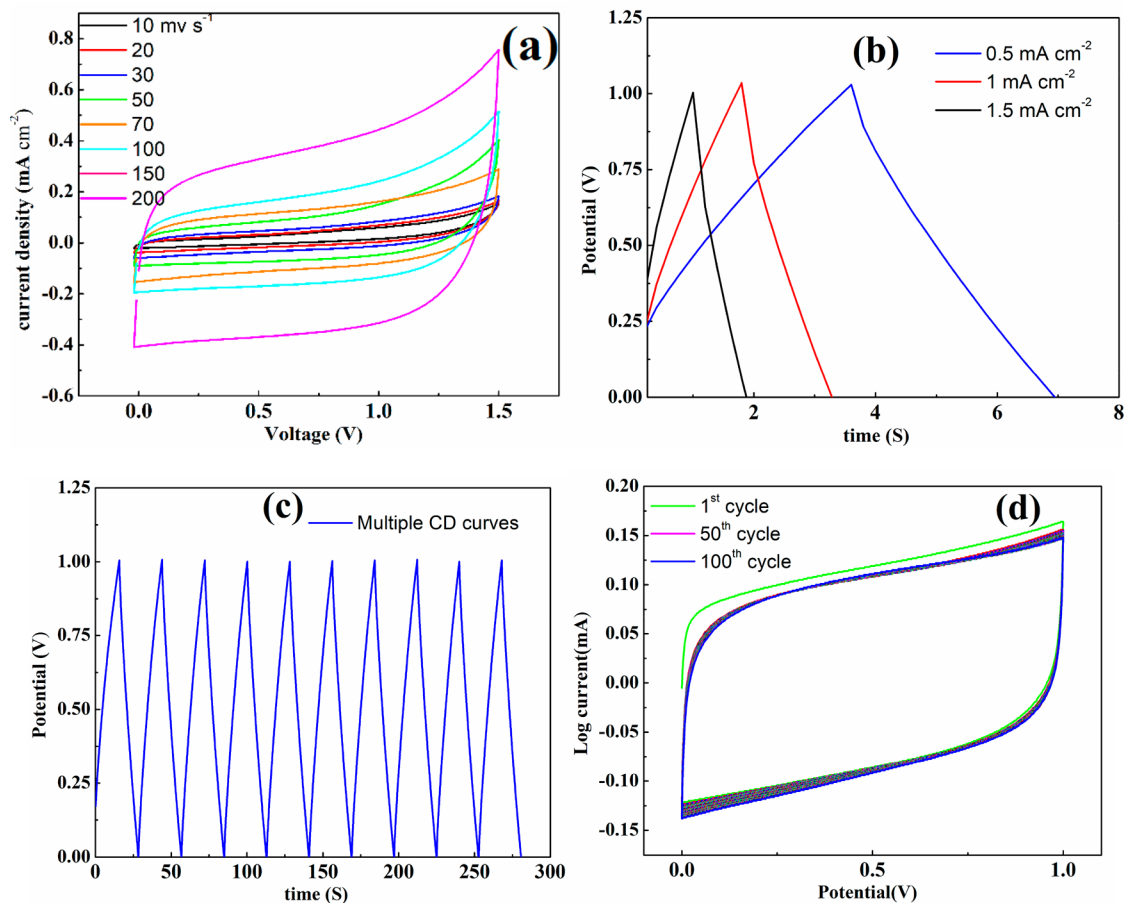 (a)
10 mv s⁻¹
20
30
50
70
100
150
200
0.8
0.6
0.4
0.2
0.0
-0.2
-0.4
-0.6
current density (mA cm⁻²)
0.0 0.5 1.0 1.5
Voltage (V)
(b)
0.5 mA cm⁻²
1 mA cm⁻²
1.5 mA cm⁻²
1.25
1.00
0.75
0.50
0.25
0.00
Potential (V)
2 4 6 8
time (S)
(c)
Multiple CD curves
1.25
1.00
0.75
0.50
0.25
0.00
Potential (V)
0 50 100 150 200 250 300
time (S)
(d)
1st cycle
50th cycle
100th cycle
0.20
0.15
0.10
0.05
0.00
-0.05
-0.10
-0.15
Log current(mA)
0.0 0.5 1.0
Potential(V)